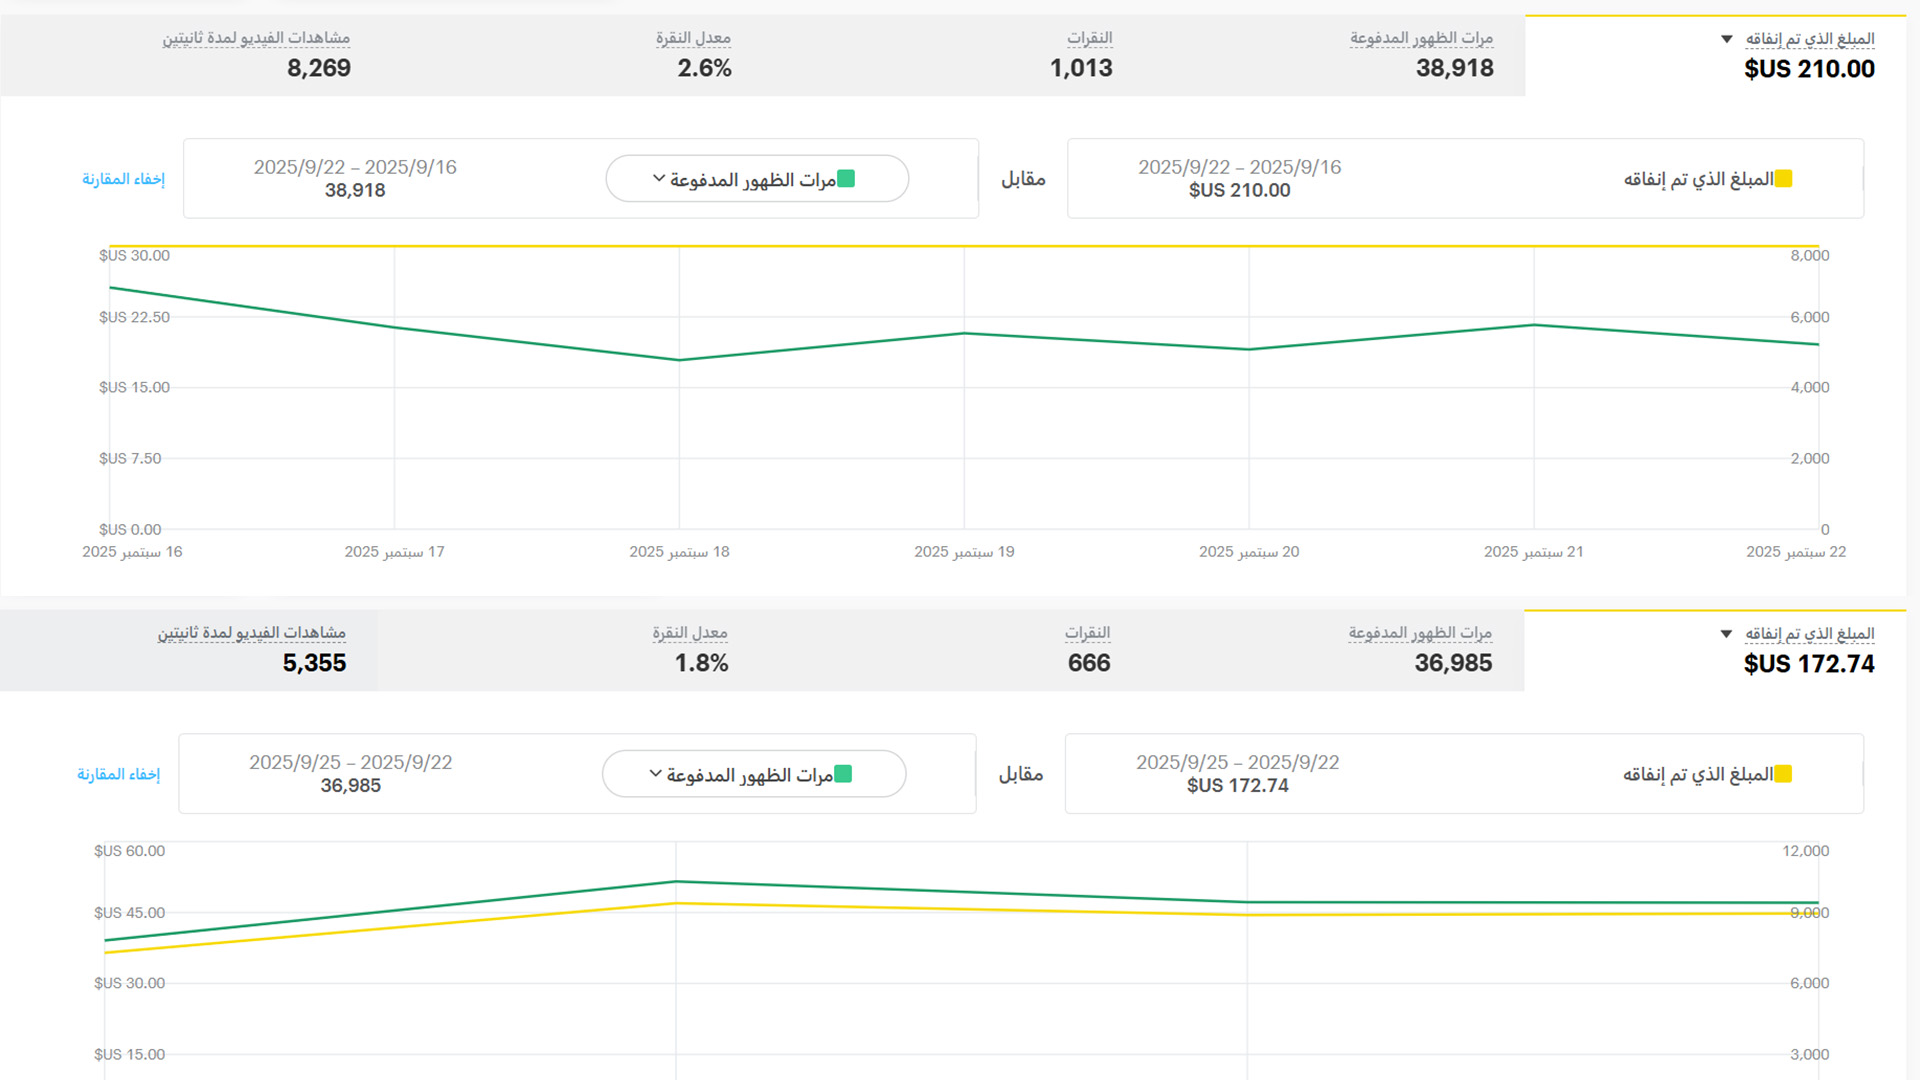 المبلغ الذي تم إنفاقه
$US 210.00
مرات الظهور المدفوعة
38,918
النقرات
1,013
معدل النقرة
2.6%
مشاهدات الفيديو لمدة ثانيتين
8,269
المبلغ الذي تم إنفاقه
2025/9/22 – 2025/9/16
$US 210.00
مقابل
مرات الظهور المدفوعة
2025/9/22 – 2025/9/16
38,918
إخفاء المقارنة
$US 30.00
$US 22.50
$US 15.00
$US 7.50
$US 0.00
8,000
6,000
4,000
2,000
0
16 سبتمبر 2025
17 سبتمبر 2025
18 سبتمبر 2025
19 سبتمبر 2025
20 سبتمبر 2025
21 سبتمبر 2025
22 سبتمبر 2025
المبلغ الذي تم إنفاقه
$US 172.74
مرات الظهور المدفوعة
36,985
النقرات
666
معدل النقرة
1.8%
مشاهدات الفيديو لمدة ثانيتين
5,355
المبلغ الذي تم إنفاقه
2025/9/25 – 2025/9/22
$US 172.74
مقابل
مرات الظهور المدفوعة
2025/9/25 – 2025/9/22
36,985
إخفاء المقارنة
$US 60.00
$US 45.00
$US 30.00
$US 15.00
12,000
9,000
6,000
3,000